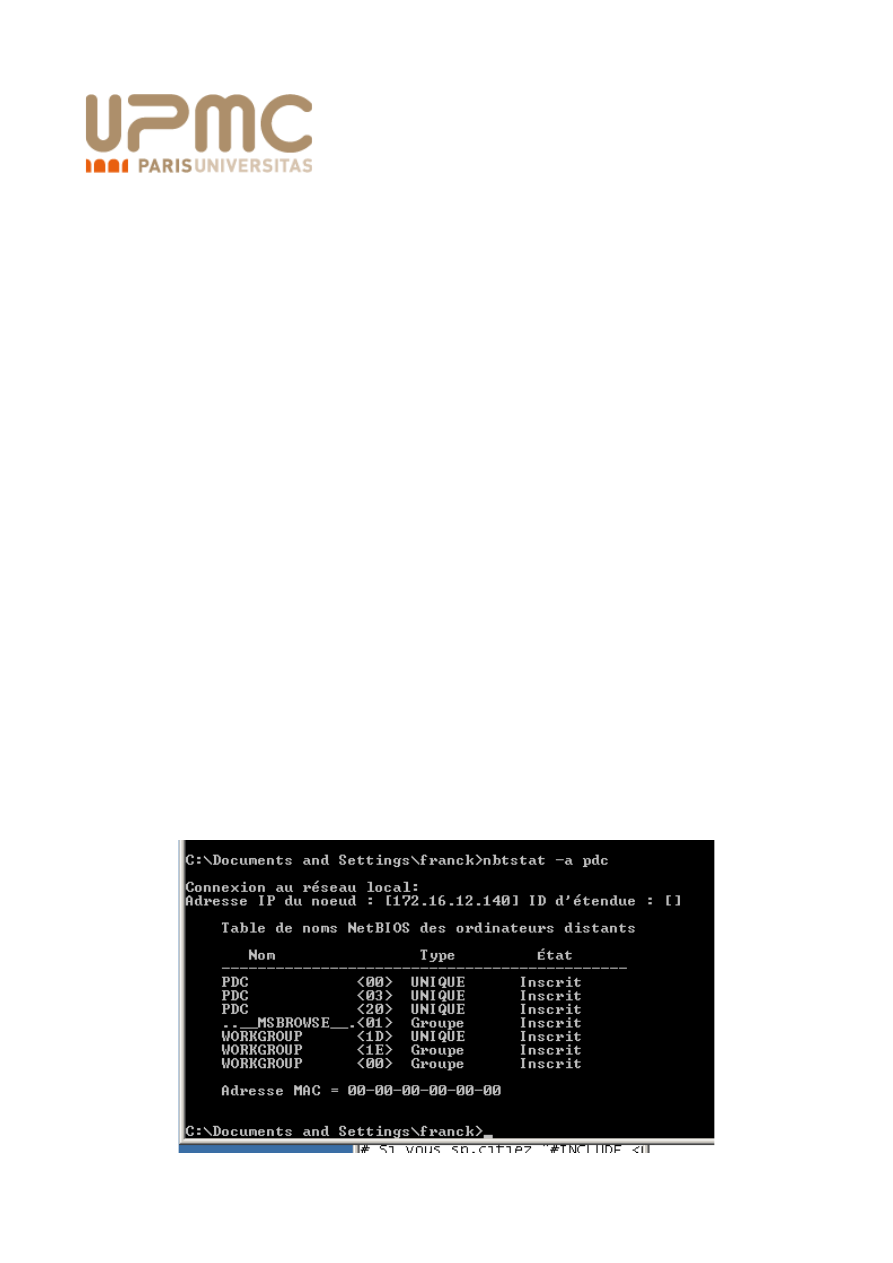 UPMC
PARISUNIVERSITAS
C:\Documents and Settings\franck>nbtstat -a pdc
Connexion au réseau local:
Adresse IP du noeud : [172.16.12.140] ID d'étendue : []
Table de noms NetBIOS des ordinateurs distants
Nom Type État
---------------------------------------------
PDC <00> UNIQUE Inscrit
PDC <03> UNIQUE Inscrit
PDC <20> UNIQUE Inscrit
..__MSBROWSE__.<01> Groupe Inscrit
WORKGROUP <1D> UNIQUE Inscrit
WORKGROUP <1E> Groupe Inscrit
WORKGROUP <00> Groupe Inscrit
Adresse MAC = 00-00-00-00-00-00
C:\Documents and Settings\franck>_
# Si vous sp.cifiez "#INCLUDE <u